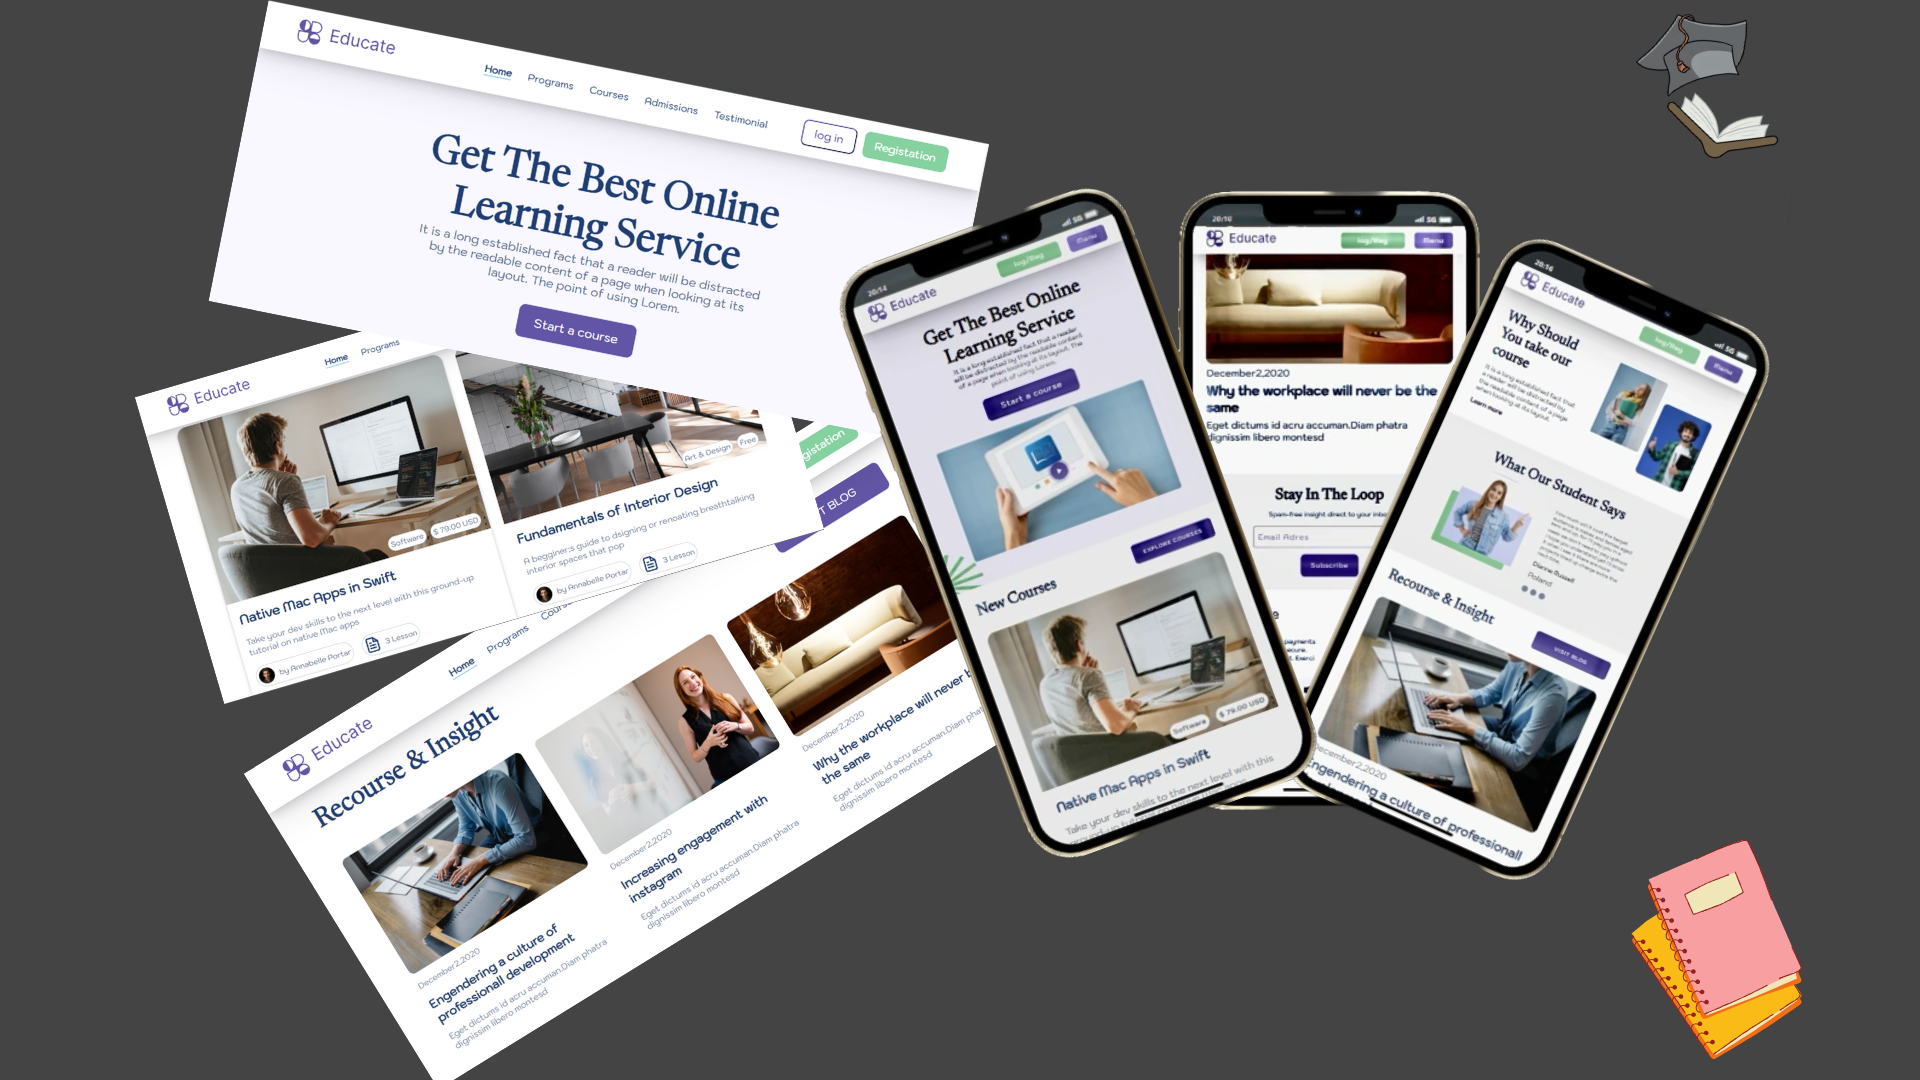 Educate
Home
Programs
Courses
Admissions
Testimonial
log in
Registation
Get The Best Online
Learning Service
It is a long established fact that a reader will be distracted
by the readable content of a page when looking at its
layout. The point of using Lorem.
Start a course
Educate
Home
Programs
Software
$ 79.00 USD
Native Mac Apps in Swift
Take your dev skills to the next level with this ground-up
tutorial on native Mac apps
by Annabelle Portar
3 Lesson
Art & Design
Free
Fundamentals of Interior Design
A begginer;s guide to dsigning or renoating breathtalking
interior spaces that pop
by Annabelle Portar
3 Lesson
gistation
T BLOG
Educate
Home
Programs
Recourse & Insight
December2,2020
Engendering a culture of
professionall development
Eget dictums id acru accuman.Diam phatra
dignissim libero montesd
December2,2020
Increasing engagement with
instagram
Eget dictums id acru accuman.Diam phatra
dignissim libero montesd
December2,2020
Why the workplace will never b
the same
Eget dictums id acru accuman.Diam phat
dignissim libero montesd
20:14
5G
Educate
log/Reg
Menu
Get The Best Online
Learning Service
It is a long established fact that a reader
will be distracted by the readable content
of a page when looking at its layout. The
point of using Lorem.
Start a course
EXPLORE COURSES
New Courses
Software
$ 79.00 USD
Native Mac Apps in Swift
Take your dev skills to the next level with this
20:16
5G
Educate
log/Reg
Menu
December2,2020
Why the workplace will never be the
same
Eget dictums id acru accuman.Diam phatra
dignissim libero montesd
Stay In The Loop
Spam-free insight direct to your inbo
Email Adres
Subscribe
payments
ecure.
Exerci
20:16
5G
Educate
log/Reg
Menu
Why Should
You take our
course
It is a long established fact that
a reader will be distracted by
the readable content of a page
when looking at its layout.
Learn more
What Our Student Says
Dianne Russell
Poland
Recourse & Insight
VISIT BLOG
December2,2020
Engendering a culture of professionall